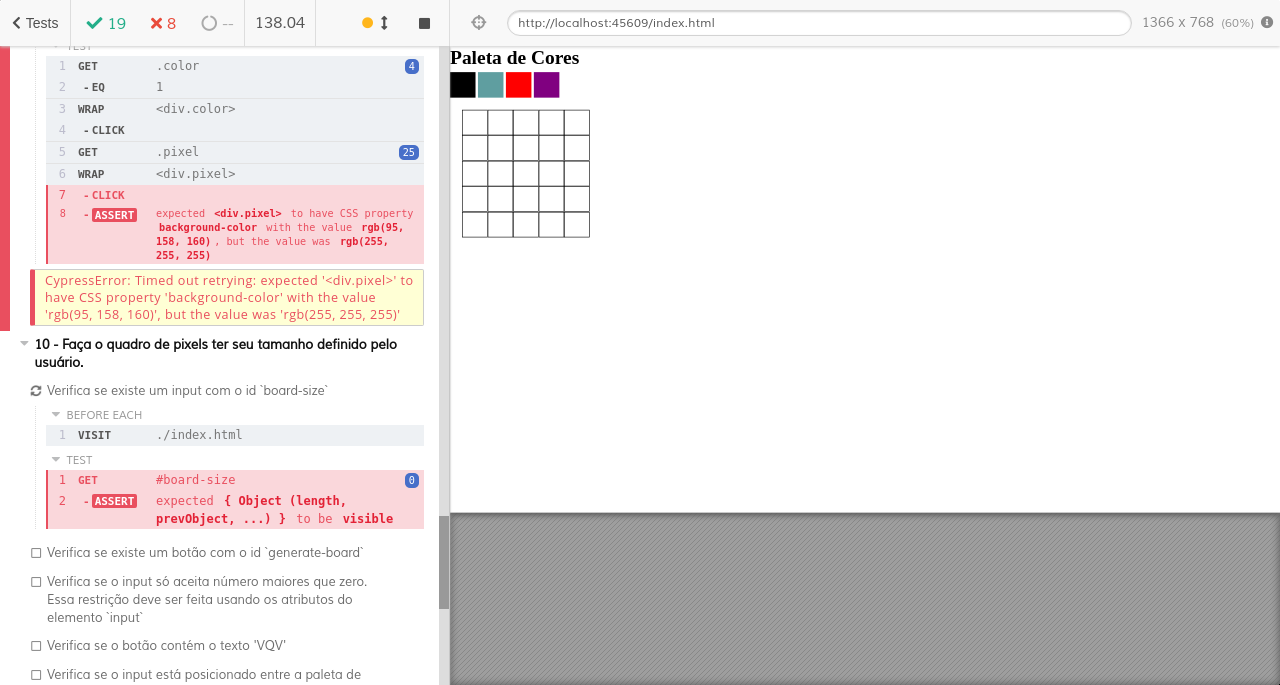 Tests
19
8
--
138.04
http://localhost:45609/index.html
1366 x 768 (60%)
TEST
1 GET .color 4
2 - EQ 1
3 WRAP <div.color>
4 - CLICK
5 GET .pixel 25
6 WRAP <div.pixel>
7 - CLICK
8 - ASSERT expected <div.pixel> to have CSS property
background-color with the value rgb(95,
158, 160) , but the value was rgb(255,
255, 255)
CypressError: Timed out retrying: expected '<div.pixel>' to
have CSS property 'background-color' with the value
'rgb(95, 158, 160)', but the value was 'rgb(255, 255, 255)'
10 - Faça o quadro de pixels ter seu tamanho definido pelo
usuário.
Verifica se existe um input com o id `board-size`
BEFORE EACH
1 VISIT ./index.html
TEST
1 GET #board-size 0
2 - ASSERT expected { Object (length,
prevObject, ...) } to be visible
Verifica se existe um botão com o id `generate-board`
Verifica se o input só aceita número maiores que zero.
Essa restrição deve ser feita usando os atributos do
elemento `input`
Verifica se o botão contém o texto 'VQV'
Verifica se o input está posicionado entre a paleta de
Paleta de Cores